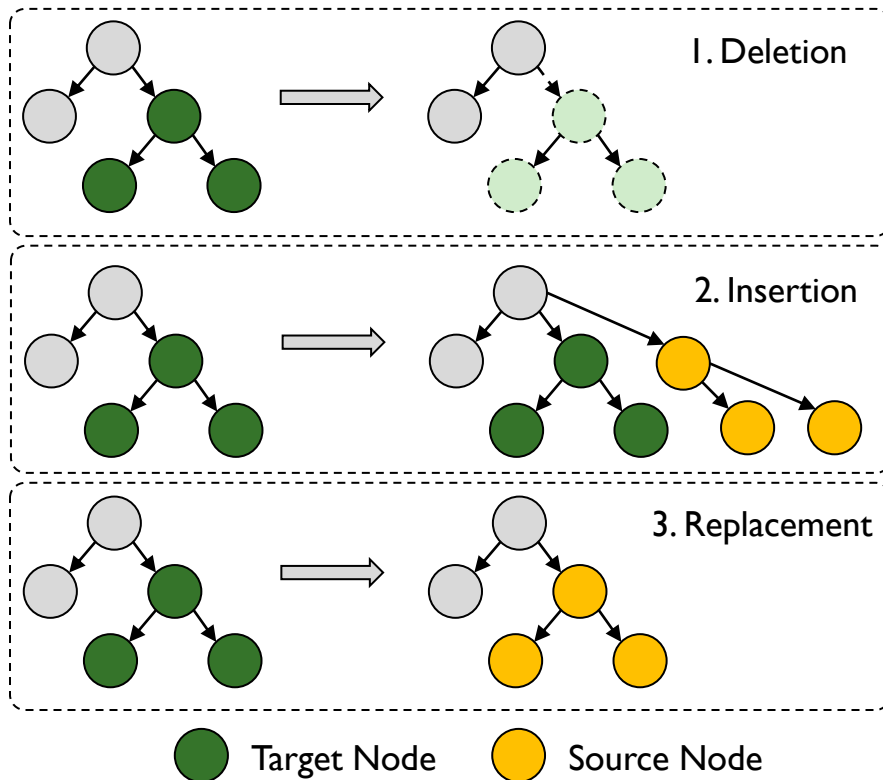 1. Deletion
2. Insertion
3. Replacement
Target Node
Source Node